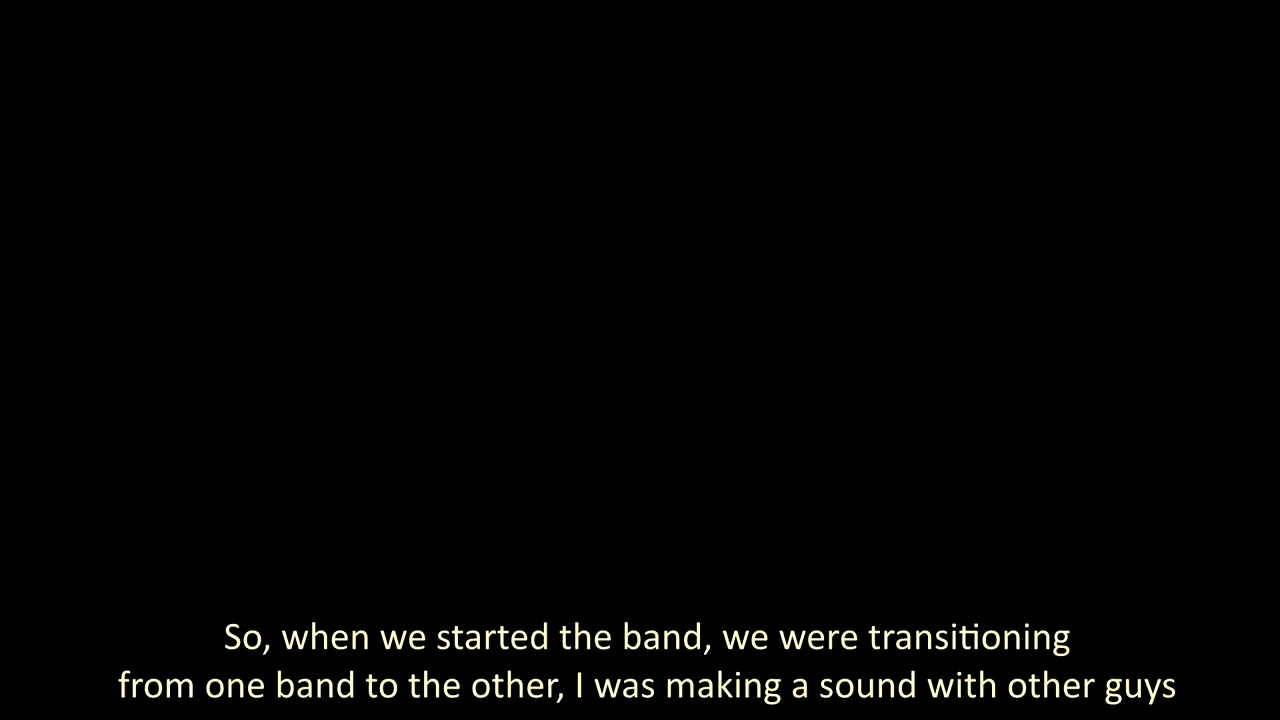 So, when we started the band, we were transitioning
from one band to the other, I was making a sound with other guys